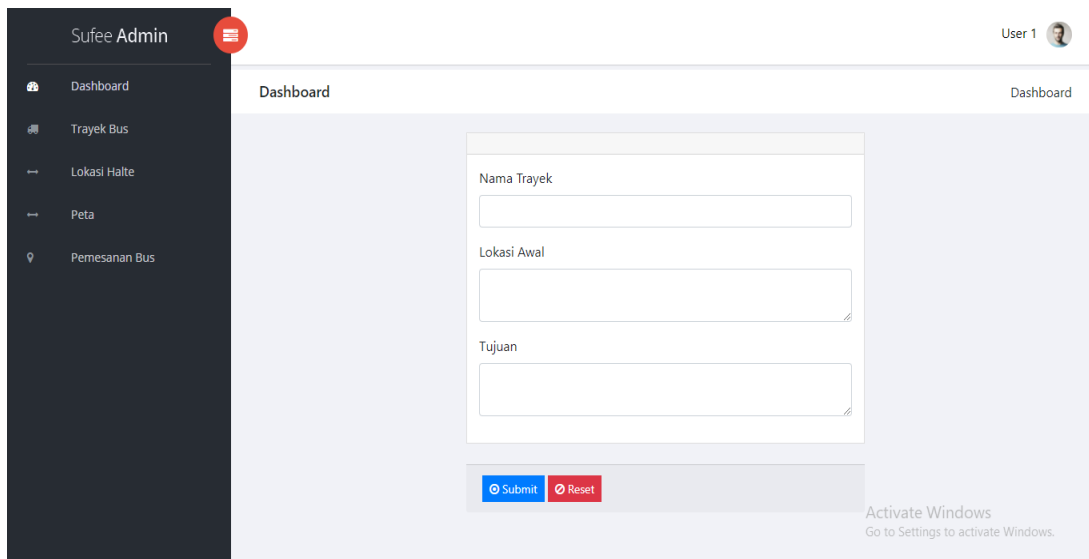 Sufee Admin
User 1
Dashboard
Trayek Bus
Lokasi Halte
Peta
Pemesanan Bus
Dashboard
Dashboard
Nama Trayek
Lokasi Awal
Tujuan
Submit
Reset
Activate Windows
Go to Settings to activate Windows.